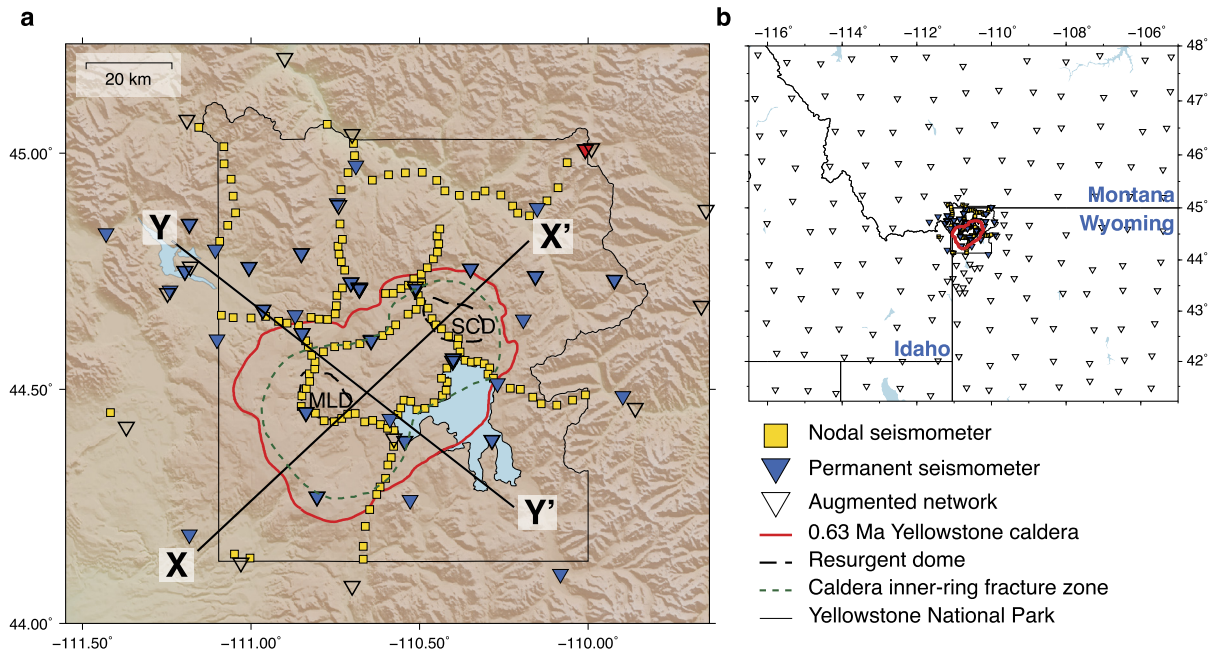 a
20 km
45.00°
44.50°
44.00°
−111.50°
−111.00°
−110.50°
−110.00°
Y
X'
SCD
MLD
Y'
X
b
−116°
−114°
−112°
−110°
−108°
−106°
48°
47°
46°
45°
44°
43°
42°
Montana
Wyoming
Idaho
Nodal seismometer
Permanent seismometer
Augmented network
0.63 Ma Yellowstone caldera
Resurgent dome
Caldera inner-ring fracture zone
Yellowstone National Park